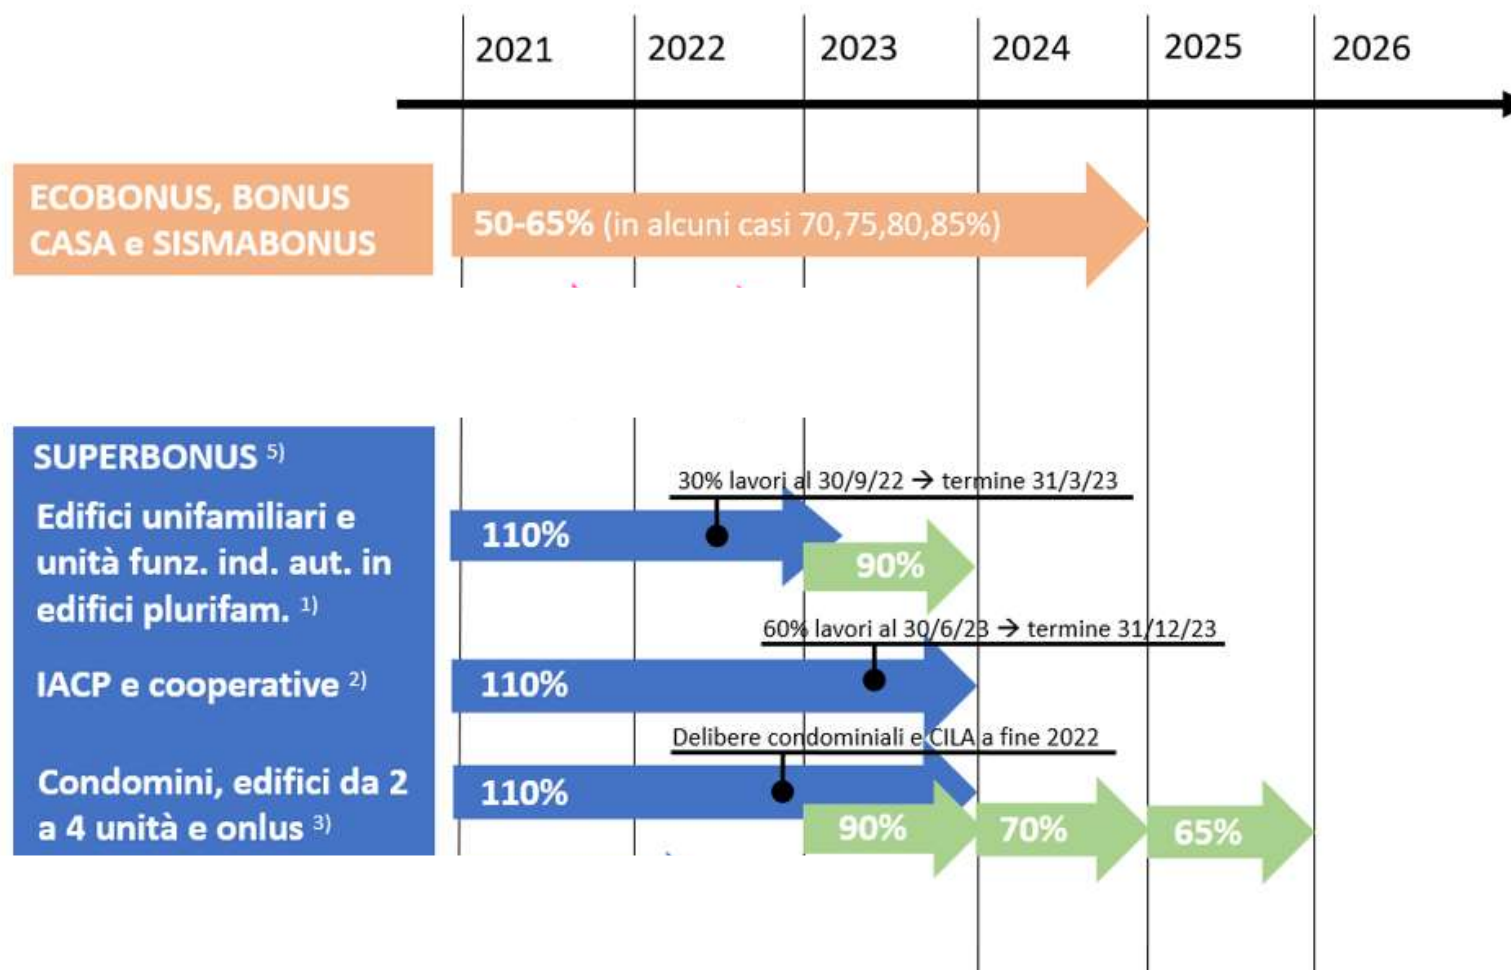 2021 2022 2023 2024 2025 2026
ECOBONUS, BONUS
CASA e SISMABONUS
50-65% (in alcuni casi 70,75,80,85%)
SUPERBONUS 5)
30% lavori al 30/9/22 → termine 31/3/23
Edifici unifamiliari e
unità funz. ind. aut. in
edifici plurifam. 1)
110%
90%
60% lavori al 30/6/23 → termine 31/12/23
IACP e cooperative 2)
110%
Delibere condominiali e CILA a fine 2022
Condomini, edifici da 2
a 4 unità e onlus 3)
110%
90% 70% 65%